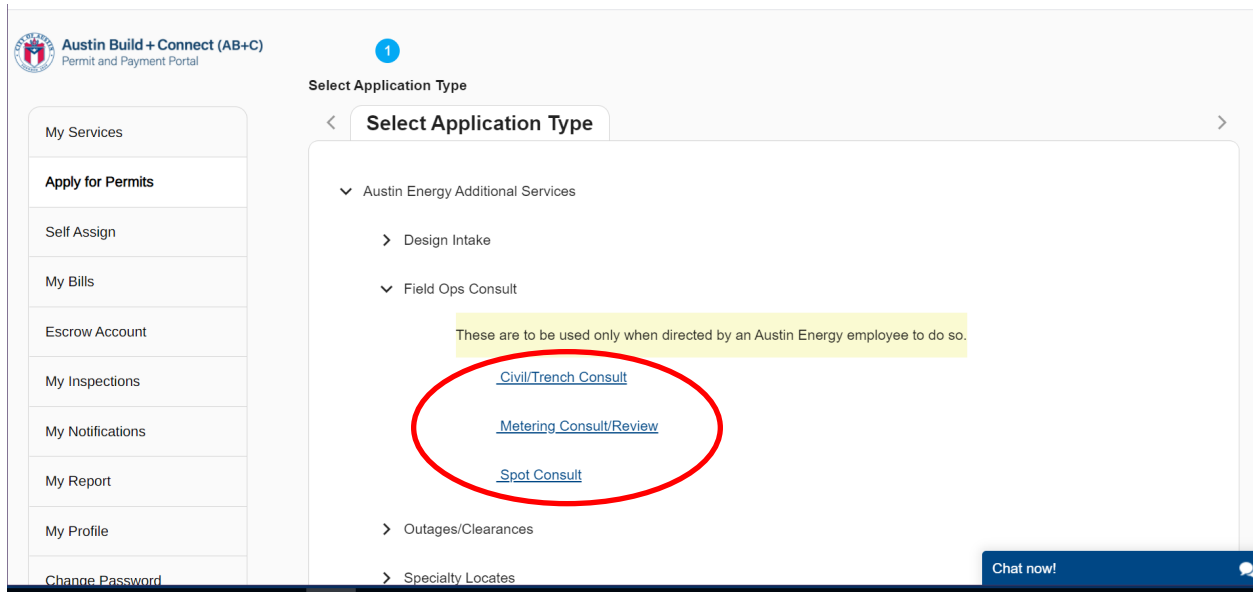 Austin Build + Connect (AB+C)
Permit and Payment Portal
1
Select Application Type
My Services
Apply for Permits
Self Assign
My Bills
Escrow Account
My Inspections
My Notifications
My Report
My Profile
Change Password
Select Application Type
Austin Energy Additional Services
Design Intake
Field Ops Consult
These are to be used only when directed by an Austin Energy employee to do so.
Civil/Trench Consult
Metering Consult/Review
Spot Consult
Outages/Clearances
Specialty Locates
Chat now!